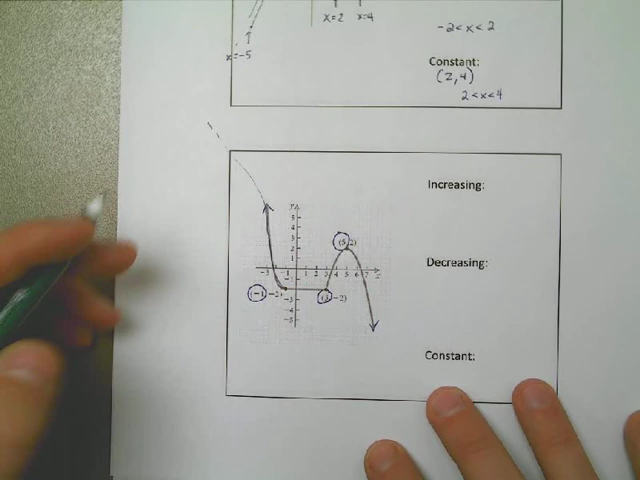 x=-5
x=2 x=4
-2<x<2
Constant:
(2,4)
2<x<4
Increasing:
Decreasing:
Constant:
y
(5, 2)
(-1, -2)
(3, -2)